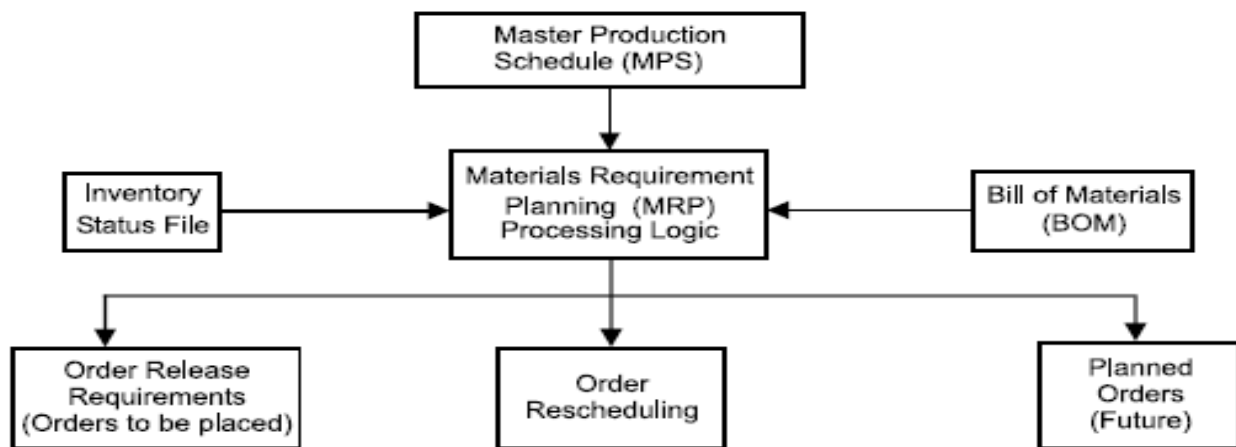 Master Production
Schedule (MPS)
Inventory
Status File
Materials Requirement
Planning (MRP)
Processing Logic
Bill of Materials
(BOM)
Order Release
Requirements
(Orders to be placed)
Order
Rescheduling
Planned
Orders
(Future)